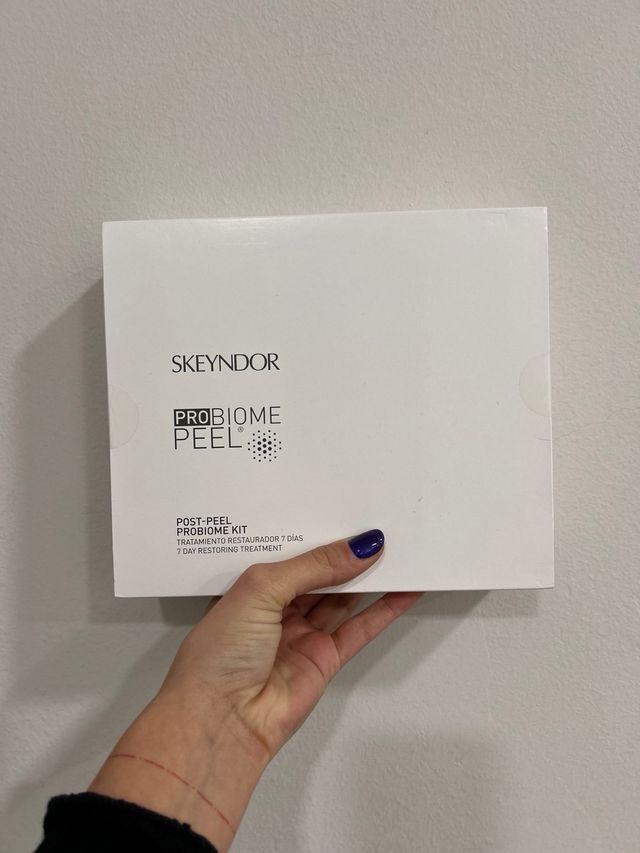 SKEYNDOR
PROBIOME
PEEL®
POST-PEEL
PROBIOME KIT
TRATAMIENTO RESTAURADOR 7 DÍAS
7 DAY RESTORING TREATMENT